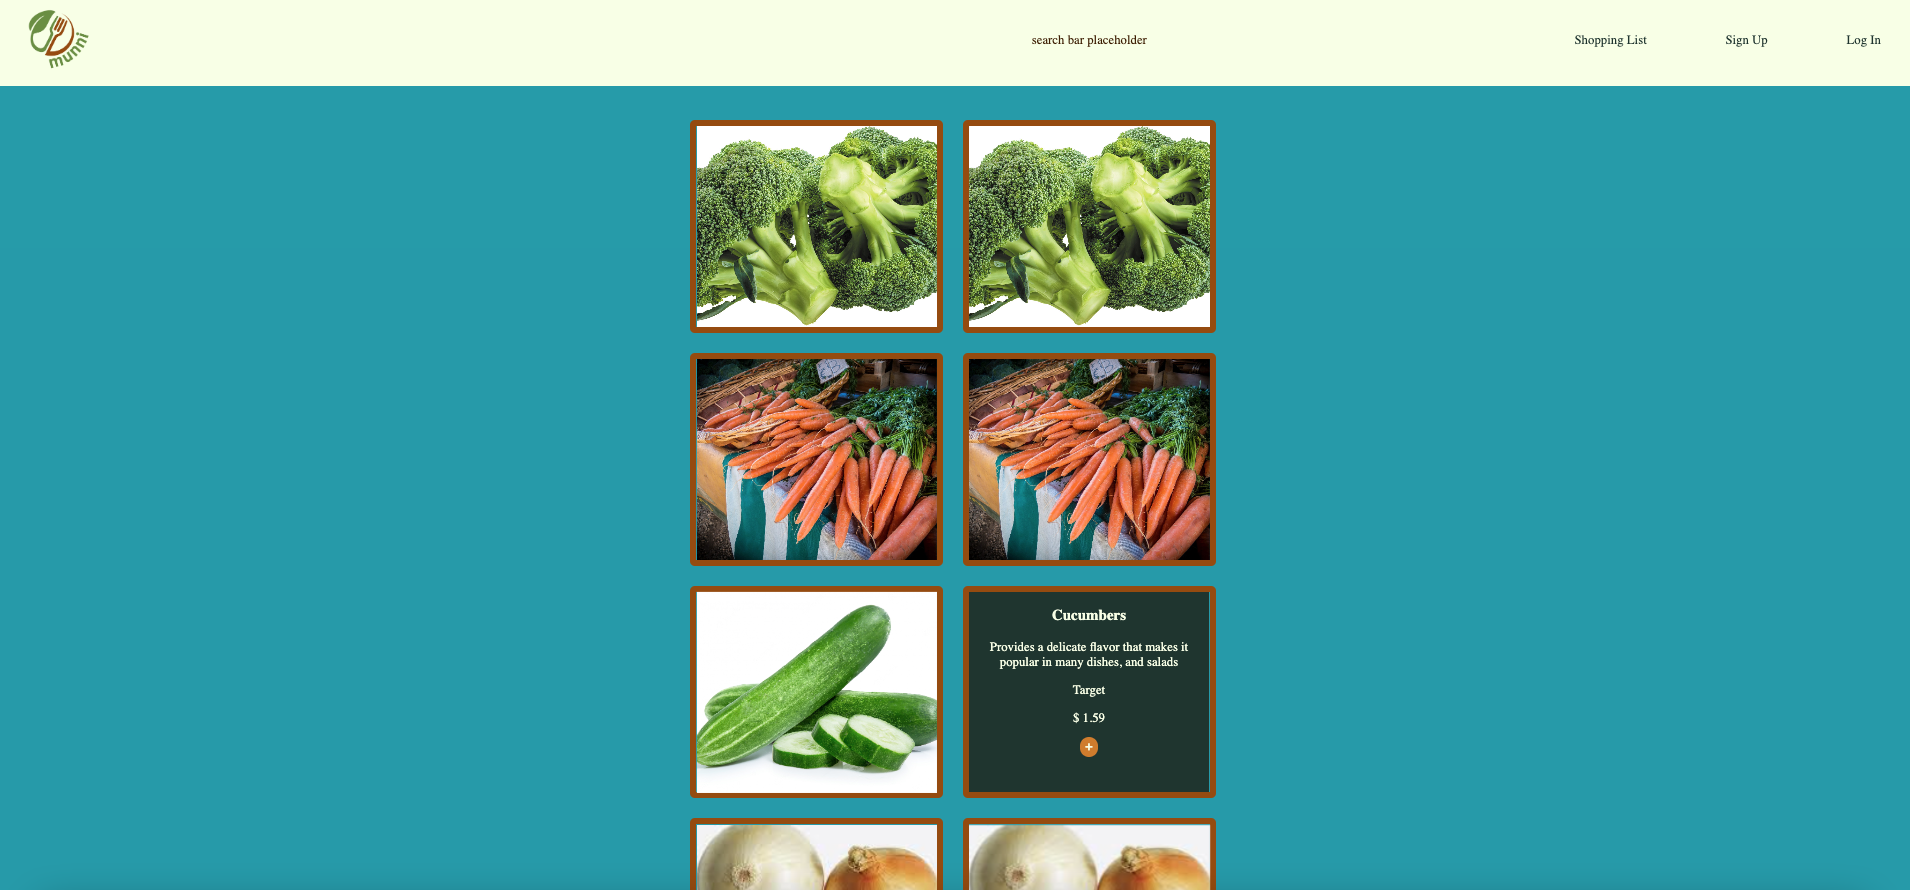 munni
search bar placeholder
Shopping List
Sign Up
Log In
Cucumbers
Provides a delicate flavor that makes it
popular in many dishes, and salads
Target
$ 1.59
+